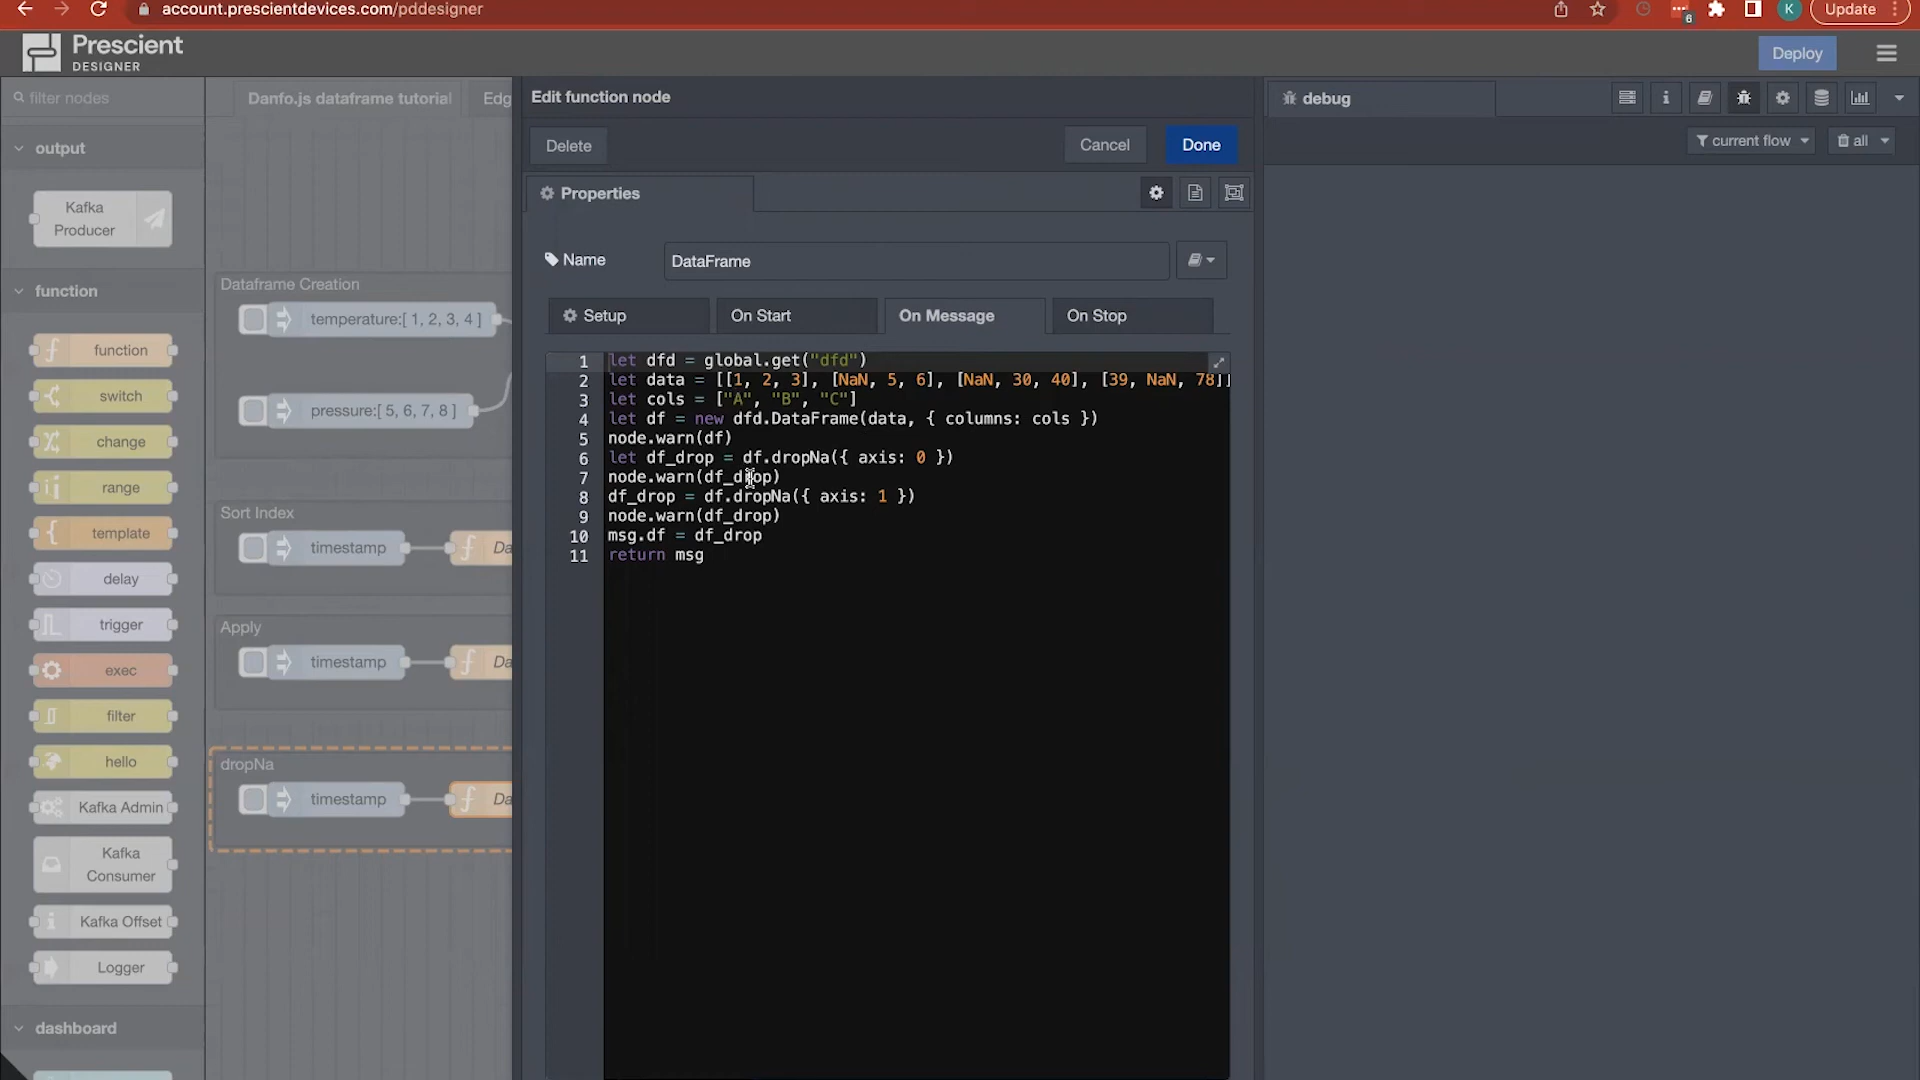 account.prescientdevices.com/pddesigner
6
K
Update
Prescient
DESIGNER
Deploy
filter nodes
Danfo.js dataframe tutorial
Edg
Edit function node
debug
Delete
Cancel
Done
current flow
all
output
Kafka
Producer
Properties
Name
DataFrame
function
Dataframe Creation
temperature:[ 1, 2, 3, 4 ]
pressure:[ 5, 6, 7, 8 ]
Setup
On Start
On Message
On Stop
1 let dfd = global.get("dfd")
2 let data = [[1, 2, 3], [NaN, 5, 6], [NaN, 30, 40], [39, NaN, 78]]
3 let cols = ["A", "B", "C"]
4 let df = new dfd.DataFrame(data, { columns: cols })
5 node.warn(df)
6 let df_drop = df.dropNa({ axis: 0 })
7 node.warn(df_drop)
8 df_drop = df.dropNa({ axis: 1 })
9 node.warn(df_drop)
10 msg.df = df_drop
11 return msg
function
switch
change
range
template
delay
trigger
exec
filter
hello
Kafka Admin
Kafka
Consumer
Kafka Offset
Logger
dashboard
Sort Index
timestamp
Da
Apply
timestamp
Da
dropNa
timestamp
Da